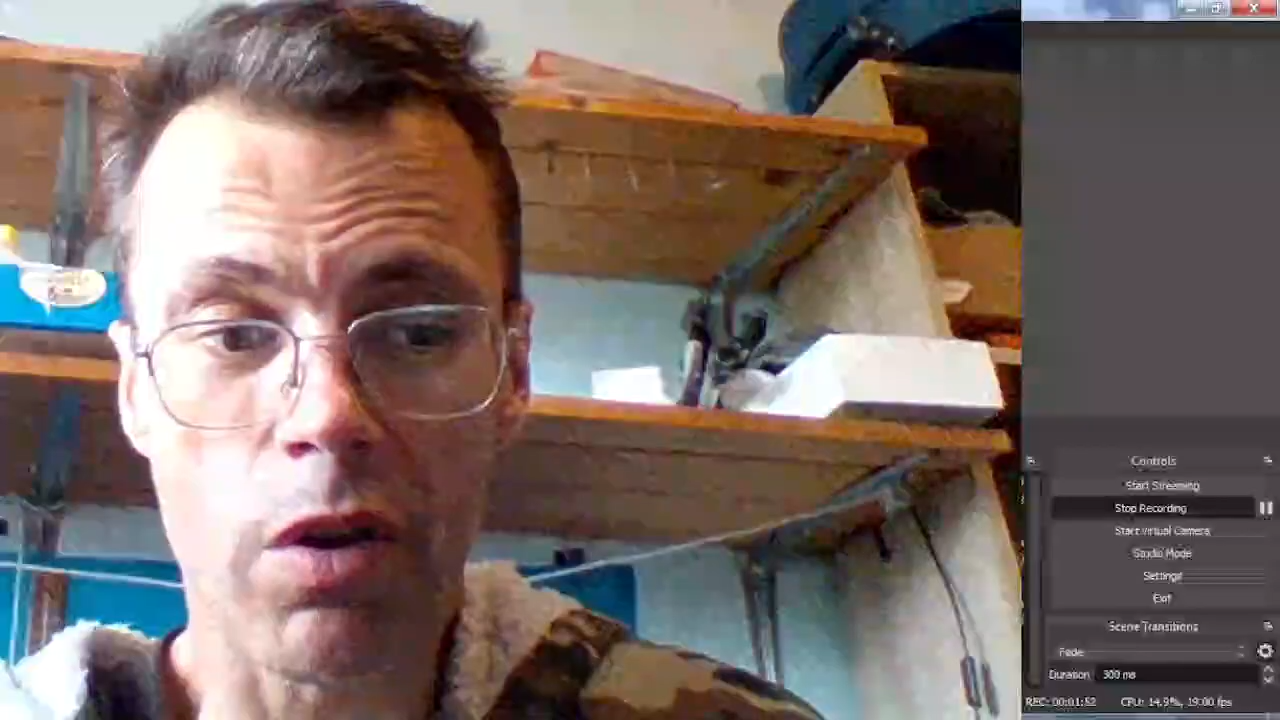 Controls
Start Streaming
Stop Recording
Start Virtual Camera
Studio Mode
Settings
Exit
Scene Transitions
Fade
Duration 300 ms
REC: 00:01:52 CPU: 14.9%, 19.00 fps